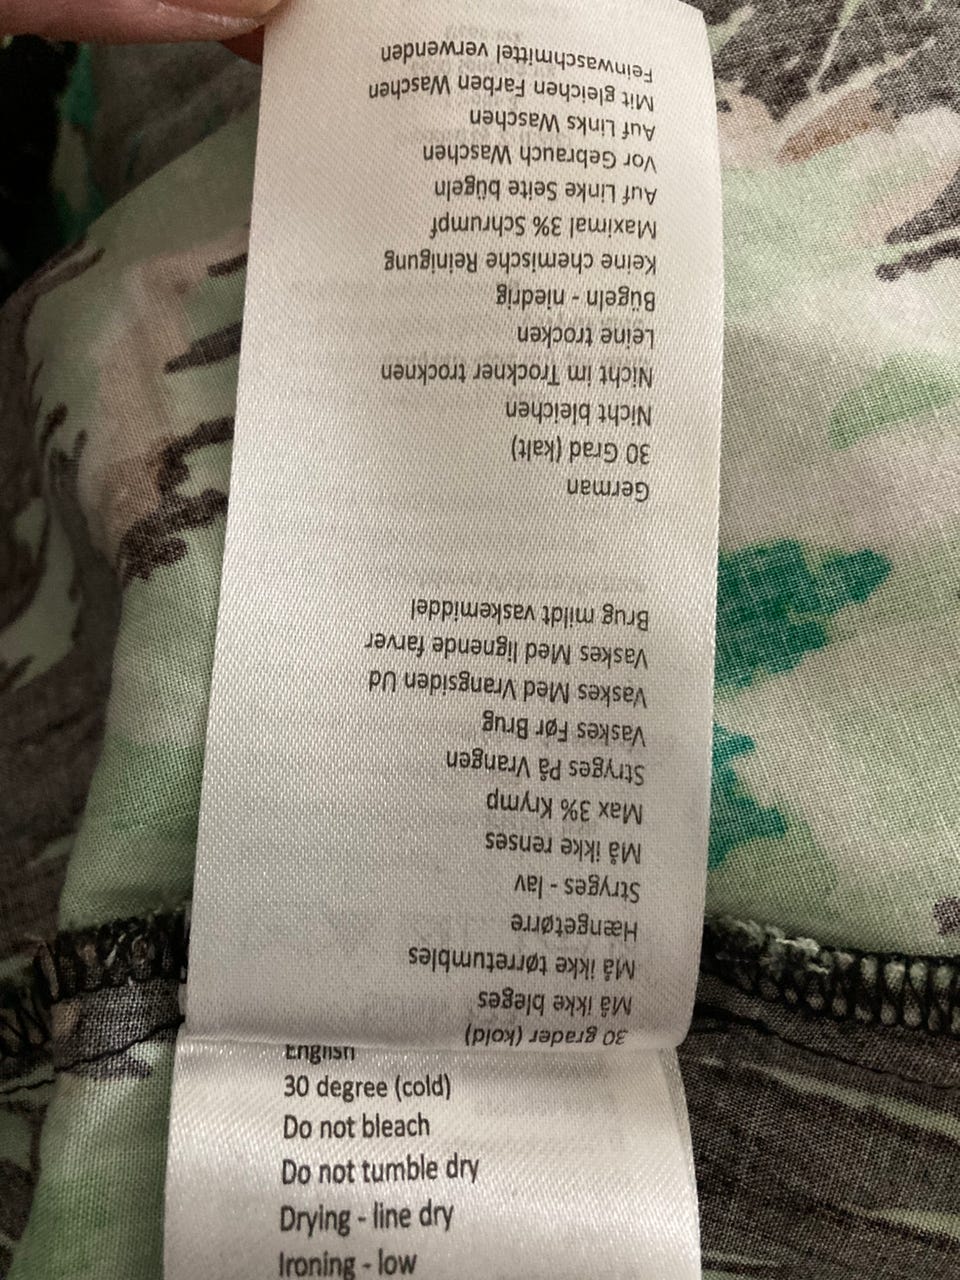 30 grader (kold)
Må ikke bleges
Må ikke tørretumbles
Hængetørre
Stryges - lav
Må ikke renses
Max 3% Krymp
Stryges På Vrangen
Vaskes Før Brug
Vaskes Med Vrangsiden Ud
Vaskes Med lignende farver
Brug mildt vaskemiddel
German
30 Grad (kalt)
Nicht bleichen
Nicht im Trockner trocknen
Leine trocken
Bügeln - niedrig
Keine chemische Reinigung
Maximal 3% Schrumpf
Auf Linke Seite bügeln
Vor Gebrauch Waschen
Auf Links Waschen
Mit gleichen Farben Waschen
Feinwaschmittel verwenden
English
30 degree (cold)
Do not bleach
Do not tumble dry
Drying - line dry
Ironing - low